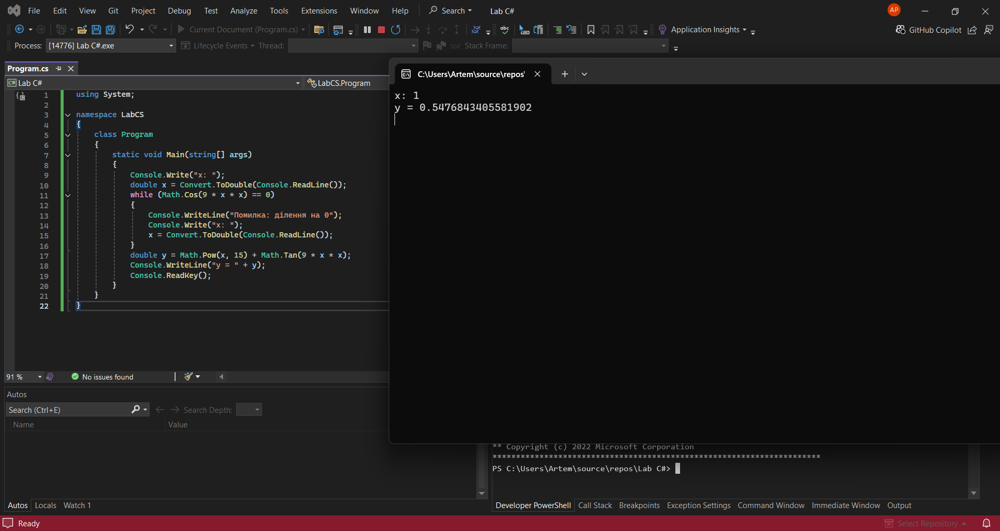 File Edit View Git Project Debug Test Analyze Tools Extensions Window Help Search Lab C# AP
Current Document (Program.cs) Application Insights GitHub Copilot
Process: [14776] Lab C#.exe Lifecycle Events Thread: Stack Frame:
Program.cs
C# Lab C# LabCS.Program
1 using System;
2
3 namespace LabCS
4 {
5 class Program
6 {
7 static void Main(string[] args)
8 {
9 Console.Write("x: ");
10 double x = Convert.ToDouble(Console.ReadLine());
11 while (Math.Cos(9 * x * x) == 0)
12 {
13 Console.WriteLine("Помилка: ділення на 0");
14 Console.Write("x: ");
15 x = Convert.ToDouble(Console.ReadLine());
16 }
17 double y = Math.Pow(x, 15) + Math.Tan(9 * x * x);
18 Console.WriteLine("y = " + y);
19 Console.ReadKey();
20 }
21 }
22 }
91 % No issues found
C:\Users\Artem\source\repos\
x: 1
y = 0.5476843405581902
Autos
Search (Ctrl+E) Search Depth:
Name Value
Autos Locals Watch 1
** Copyright (c) 2022 Microsoft Corporation
**********************************************************************
PS C:\Users\Artem\source\repos\Lab C#>
Developer PowerShell Call Stack Breakpoints Exception Settings Command Window Immediate Window Output
Ready Select Repository